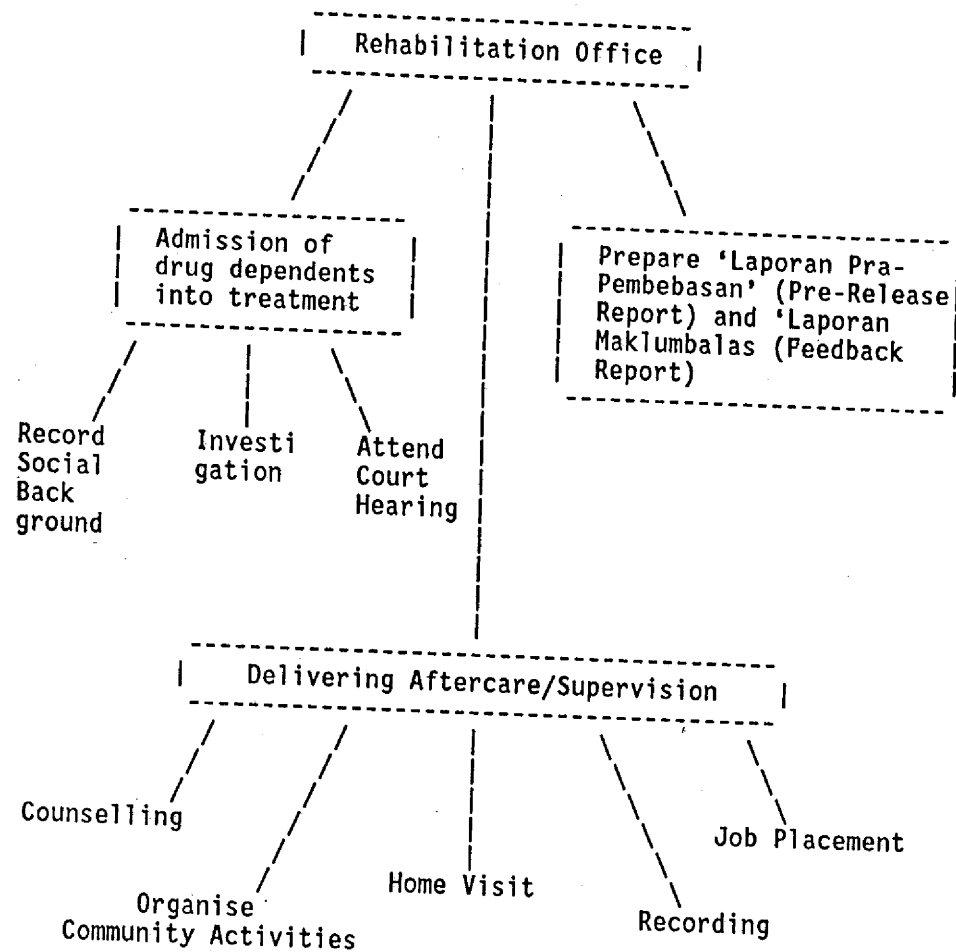 Rehabilitation Office
Admission of
drug dependents
into treatment
Prepare ‘Laporan Pra-
Pembebasan’ (Pre-Release
Report) and ‘Laporan
Maklumbalas (Feedback
Report)
Record
Social
Back
ground
Investi
gation
Attend
Court
Hearing
Delivering Aftercare/Supervision
Counselling
Organise
Community Activities
Home Visit
Recording
Job Placement